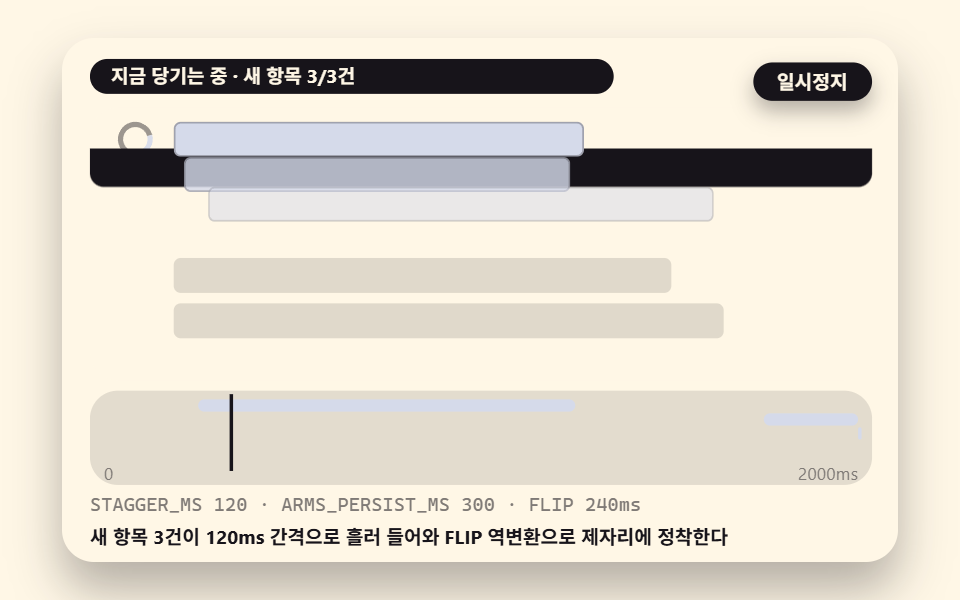 지금 당기는 중 · 새 항목 3/3건
일시정지
0
2000ms
STAGGER_MS 120 · ARMS_PERSIST_MS 300 · FLIP 240ms
새 항목 3건이 120ms 간격으로 흘러 들어와 FLIP 역변환으로 제자리에 정착한다